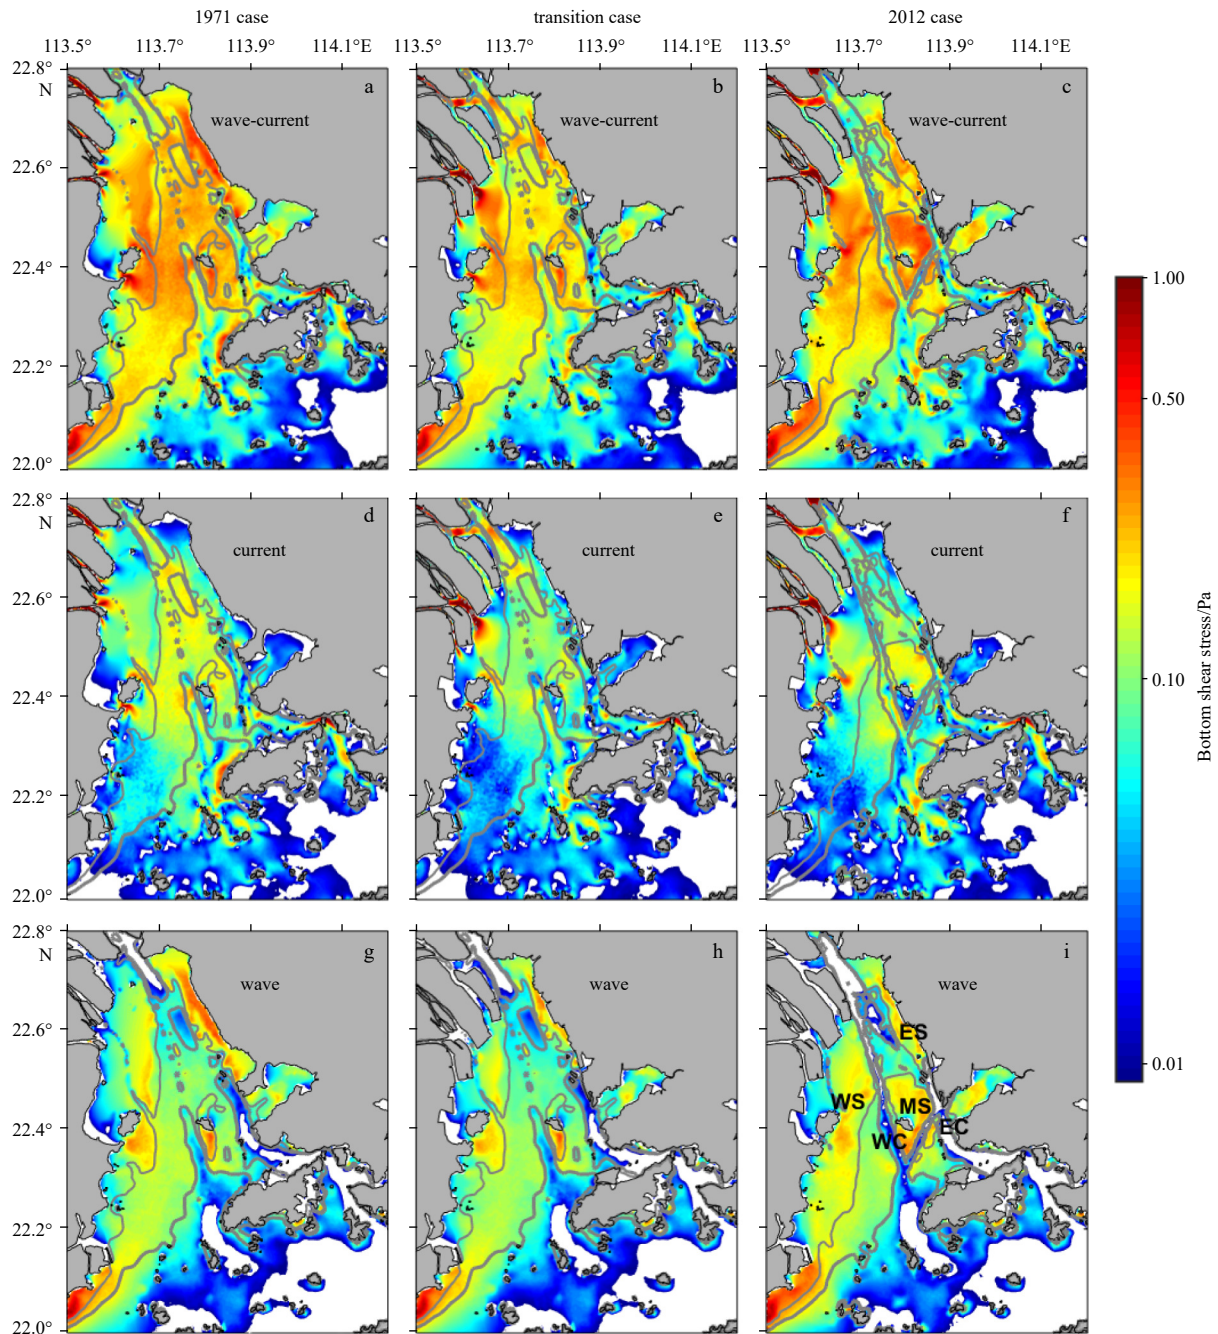 1971 case transition case 2012 case
113.5° 113.7° 113.9° 114.1°E 113.5° 113.7° 113.9° 114.1°E 113.5° 113.7° 113.9° 114.1°E
22.8°
N
a
wave-current
b
wave-current
c
wave-current
22.6°
22.4°
22.2°
22.0°
22.8°
N
d
current
e
current
f
current
22.6°
22.4°
22.2°
22.0°
22.8°
N
g
wave
h
wave
i
wave
22.6°
22.4°
22.2°
22.0°
ES
WS
MS
EC
WC
1.00
0.50
0.10
0.01
Bottom shear stress/Pa